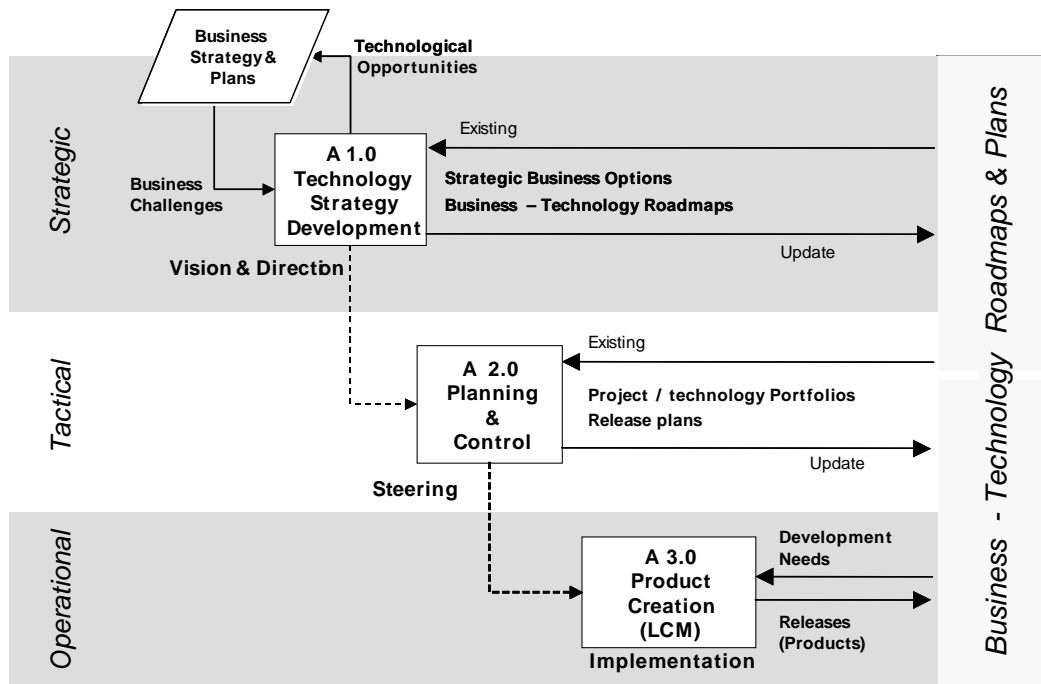 Business
Strategy &
Plans
Technological
Opportunities
Strategic
Business
Challenges
A 1.0
Technology
Strategy
Development
Existing
Strategic Business Options
Business – Technology Roadmaps
Update
Vision & Direction
Tactical
A 2.0
Planning
&
Control
Existing
Project / technology Portfolios
Release plans
Update
Steering
Operational
A 3.0
Product
Creation
(LCM)
Implementation
Development
Needs
Releases
(Products)
Business - Technology Roadmaps & Plans